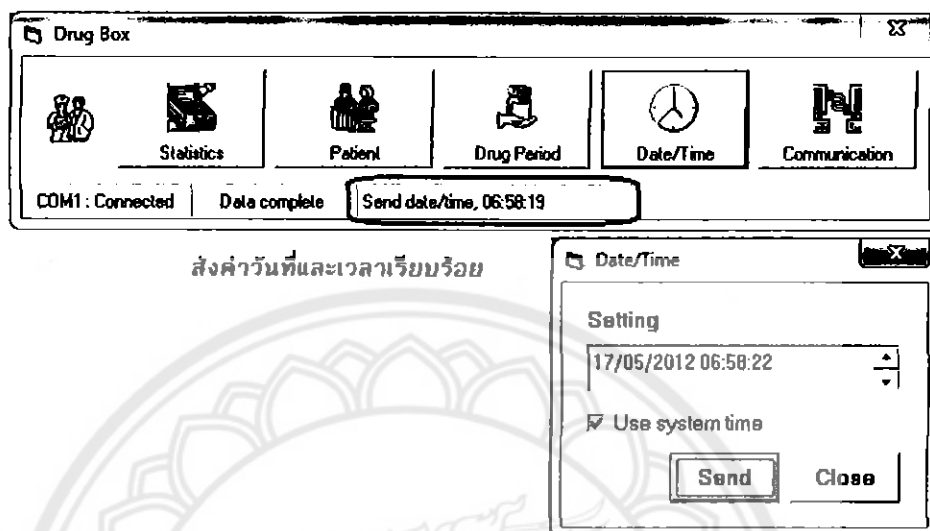 Drug Box
Statistics
Patient
Drug Period
Date/Time
Communication
COM1 : Connected
Data complete
Send date/time, 06:58:19
ส่งค่าวันที่และเวลาเรียบร้อย
Date/Time
Setting
17/05/2012 06:58:22
Use system time
Send
Close